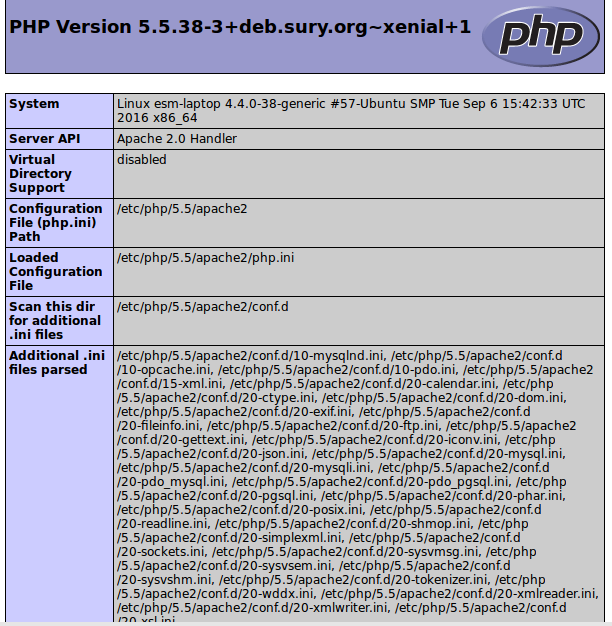 PHP Version 5.5.38-3+deb.sury.org~xenial+1
php
System
Linux esm-laptop 4.4.0-38-generic #57-Ubuntu SMP Tue Sep 6 15:42:33 UTC
2016 x86_64
Server API
Apache 2.0 Handler
Virtual
Directory
Support
disabled
Configuration
File (php.ini)
Path
/etc/php/5.5/apache2
Loaded
Configuration
File
/etc/php/5.5/apache2/php.ini
Scan this dir
for additional
.ini files
/etc/php/5.5/apache2/conf.d
Additional .ini
files parsed
/etc/php/5.5/apache2/conf.d/10-mysqlnd.ini, /etc/php/5.5/apache2/conf.d
/10-opcache.ini, /etc/php/5.5/apache2/conf.d/10-pdo.ini, /etc/php/5.5/apache2
/conf.d/15-xml.ini, /etc/php/5.5/apache2/conf.d/20-calendar.ini, /etc/php
/5.5/apache2/conf.d/20-ctype.ini, /etc/php/5.5/apache2/conf.d/20-dom.ini,
/etc/php/5.5/apache2/conf.d/20-exif.ini, /etc/php/5.5/apache2/conf.d
/20-fileinfo.ini, /etc/php/5.5/apache2/conf.d/20-ftp.ini, /etc/php/5.5/apache2
/conf.d/20-gettext.ini, /etc/php/5.5/apache2/conf.d/20-iconv.ini, /etc/php
/5.5/apache2/conf.d/20-json.ini, /etc/php/5.5/apache2/conf.d/20-mysql.ini,
/etc/php/5.5/apache2/conf.d/20-mysqli.ini, /etc/php/5.5/apache2/conf.d
/20-pdo_mysql.ini, /etc/php/5.5/apache2/conf.d/20-pdo_pgsql.ini, /etc/php
/5.5/apache2/conf.d/20-pgsql.ini, /etc/php/5.5/apache2/conf.d/20-phar.ini,
/etc/php/5.5/apache2/conf.d/20-posix.ini, /etc/php/5.5/apache2/conf.d
/20-readline.ini, /etc/php/5.5/apache2/conf.d/20-shmop.ini, /etc/php
/5.5/apache2/conf.d/20-simplexml.ini, /etc/php/5.5/apache2/conf.d
/20-sockets.ini, /etc/php/5.5/apache2/conf.d/20-sysvmsg.ini, /etc/php
/5.5/apache2/conf.d/20-sysvsem.ini, /etc/php/5.5/apache2/conf.d
/20-sysvshm.ini, /etc/php/5.5/apache2/conf.d/20-tokenizer.ini, /etc/php
/5.5/apache2/conf.d/20-wddx.ini, /etc/php/5.5/apache2/conf.d/20-xmlreader.ini,
/etc/php/5.5/apache2/conf.d/20-xmlwriter.ini, /etc/php/5.5/apache2/conf.d
/20-xsl.ini